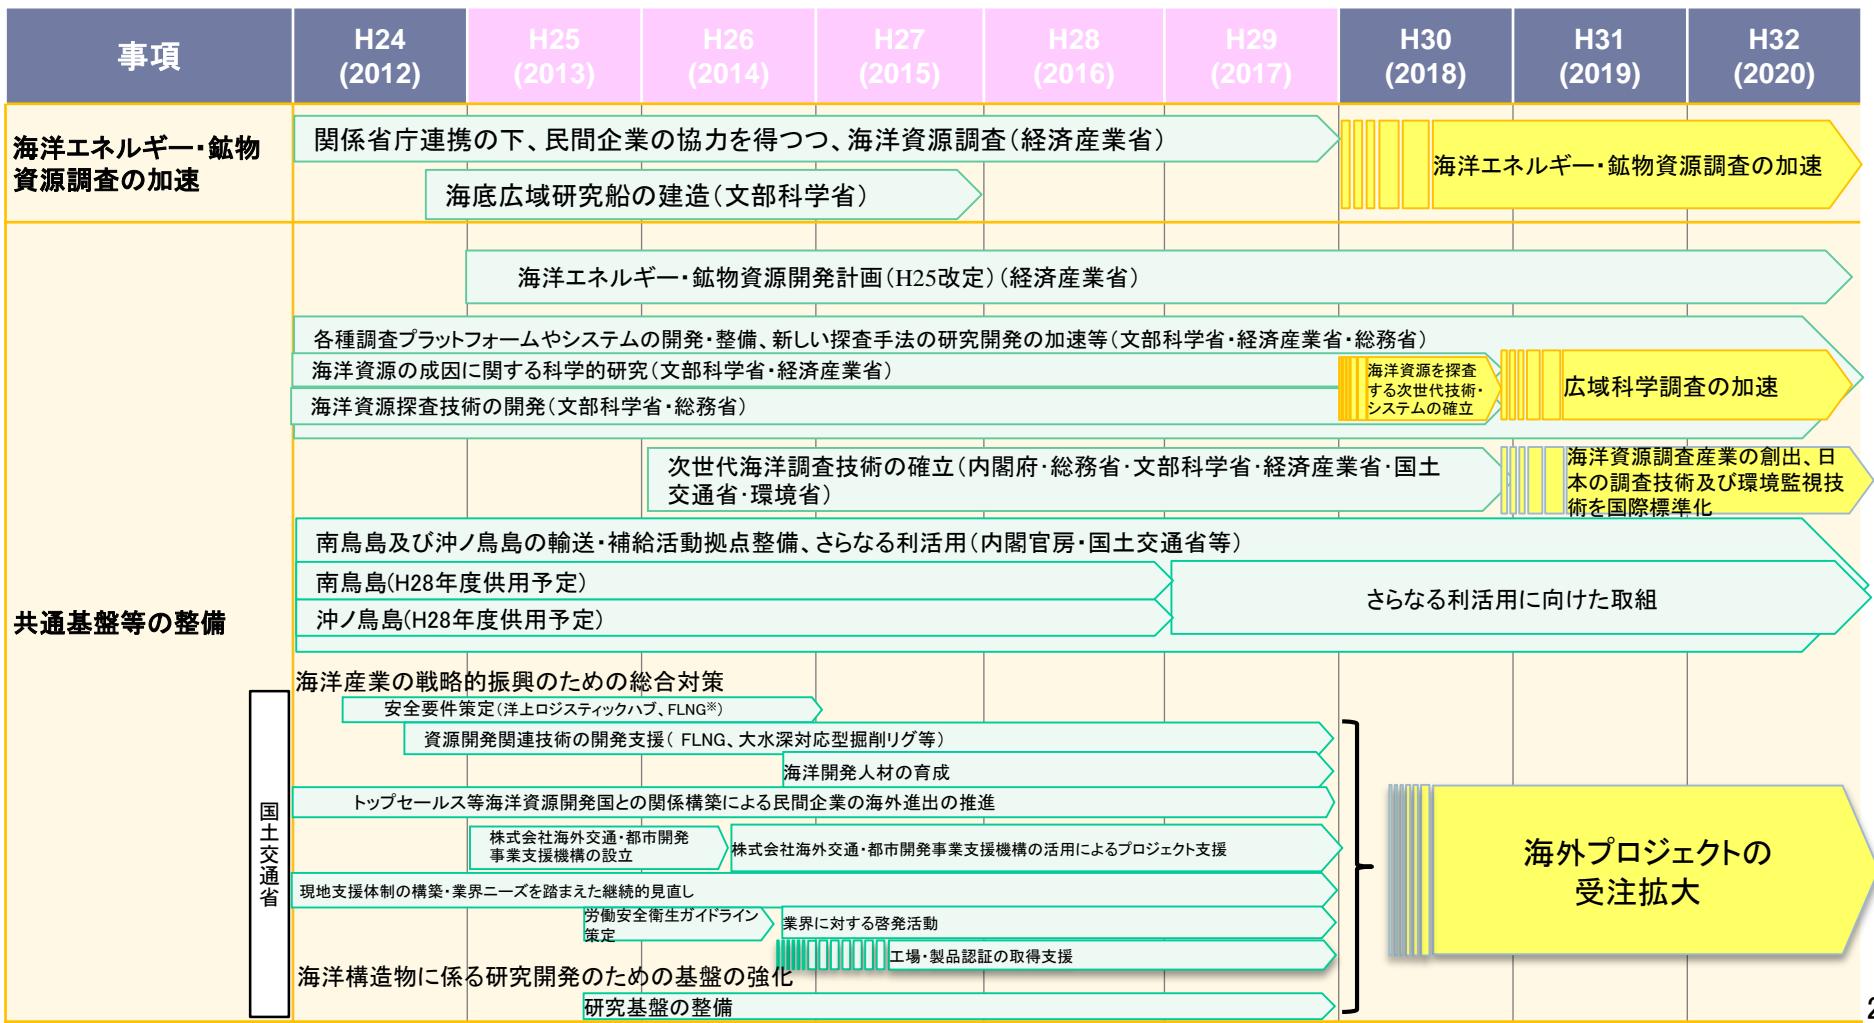 事項
H24
(2012)
H25
(2013)
H26
(2014)
H27
(2015)
H28
(2016)
H29
(2017)
H30
(2018)
H31
(2019)
H32
(2020)
海洋エネルギー・鉱物
資源調査の加速
関係省庁連携の下、民間企業の協力を得つつ、海洋資源調査(経済産業省)
海底広域研究船の建造(文部科学省)
海洋エネルギー・鉱物資源調査の加速
共通基盤等の整備
海洋エネルギー・鉱物資源開発計画(H25改定)(経済産業省)
各種調査プラットフォームやシステムの開発・整備、新しい探査手法の研究開発の加速等(文部科学省・経済産業省・総務省)
海洋資源の成因に関する科学的研究(文部科学省・経済産業省)
海洋資源探査技術の開発(文部科学省・総務省)
海洋資源を探査
する次世代技術・
システムの確立
広域科学調査の加速
次世代海洋調査技術の確立(内閣府・総務省・文部科学省・経済産業省・国土
交通省・環境省)
海洋資源調査産業の創出、日
本の調査技術及び環境監視技
術を国際標準化
南鳥島及び沖ノ鳥島の輸送・補給活動拠点整備、さらなる利活用(内閣官房・国土交通省等)
南鳥島(H28年度供用予定)
沖ノ鳥島(H28年度供用予定)
さらなる利活用に向けた取組
国土交通省
海洋産業の戦略的振興のための総合対策
安全要件策定(洋上ロジスティックハブ、FLNG※)
資源開発関連技術の開発支援( FLNG、大水深対応型掘削リグ等)
海洋開発人材の育成
トップセールス等海洋資源開発国との関係構築による民間企業の海外進出の推進
株式会社海外交通・都市開発
事業支援機構の設立
株式会社海外交通・都市開発事業支援機構の活用によるプロジェクト支援
現地支援体制の構築・業界ニーズを踏まえた継続的見直し
労働安全衛生ガイドライン
策定
業界に対する啓発活動
工場・製品認証の取得支援
海洋構造物に係る研究開発のための基盤の強化
研究基盤の整備
海外プロジェクトの
受注拡大